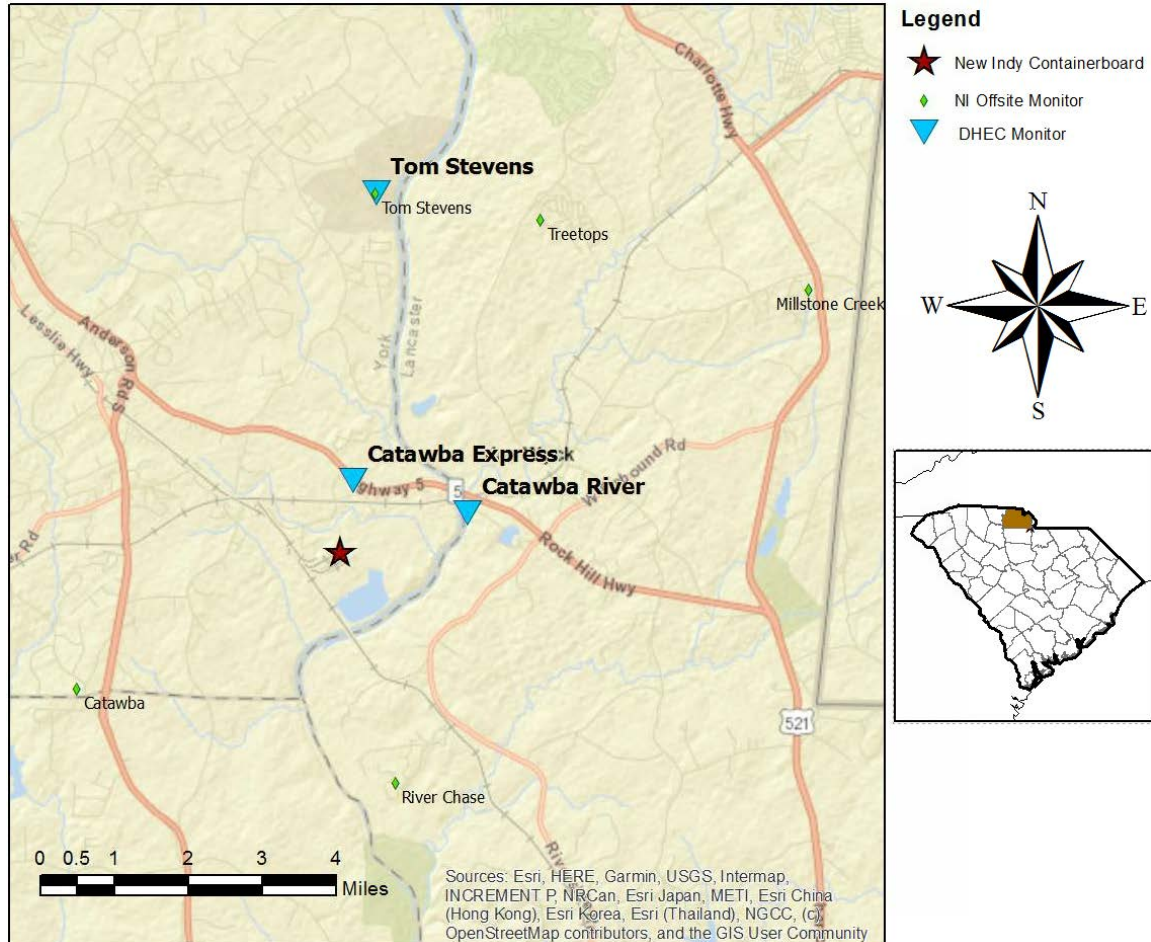 Legend
New Indy Containerboard
NI Offsite Monitor
DHEC Monitor
N
W
E
S
Charlotte Hwy
Tom Stevens
Tom Stevens
Treetops
Millstone Creek
York
Lancaster
Lesslie Hwy
Anderson Rd S
Catawba Express
ghway 5
5
Catawba River
Rock Hill Hwy
er Rd
Catawba
521
River Chase
0 0.5 1 2 3 4
Miles
Sources: Esri, HERE, Garmin, USGS, Intermap,
INCREMENT P, NRCan, Esri Japan, METI, Esri China
(Hong Kong), Esri Korea, Esri (Thailand), NGCC, (c)
OpenStreetMap contributors, and the GIS User Community